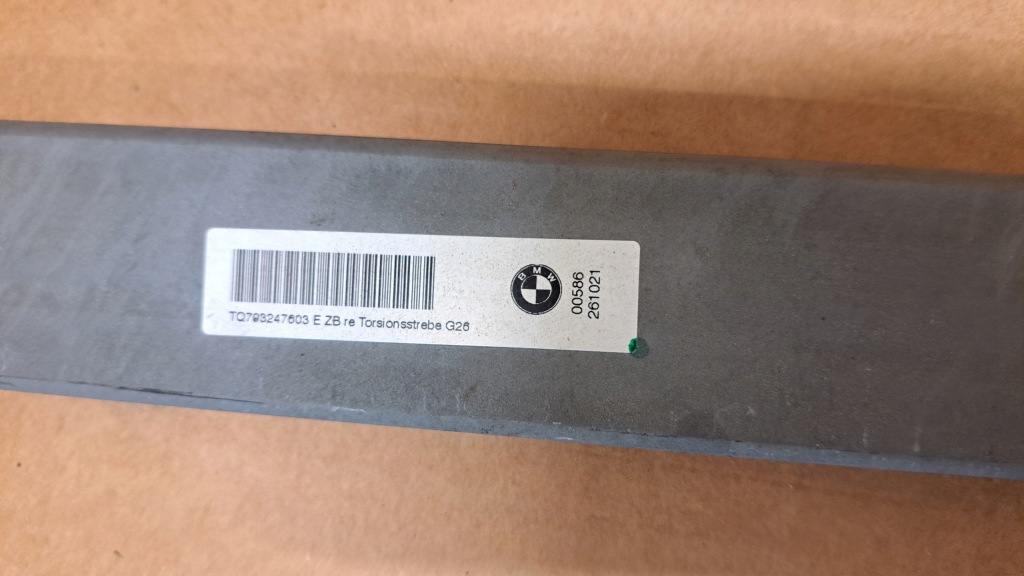 TQ793247603 E ZB re Torsionsstrebe G26
BMW
00586
261021